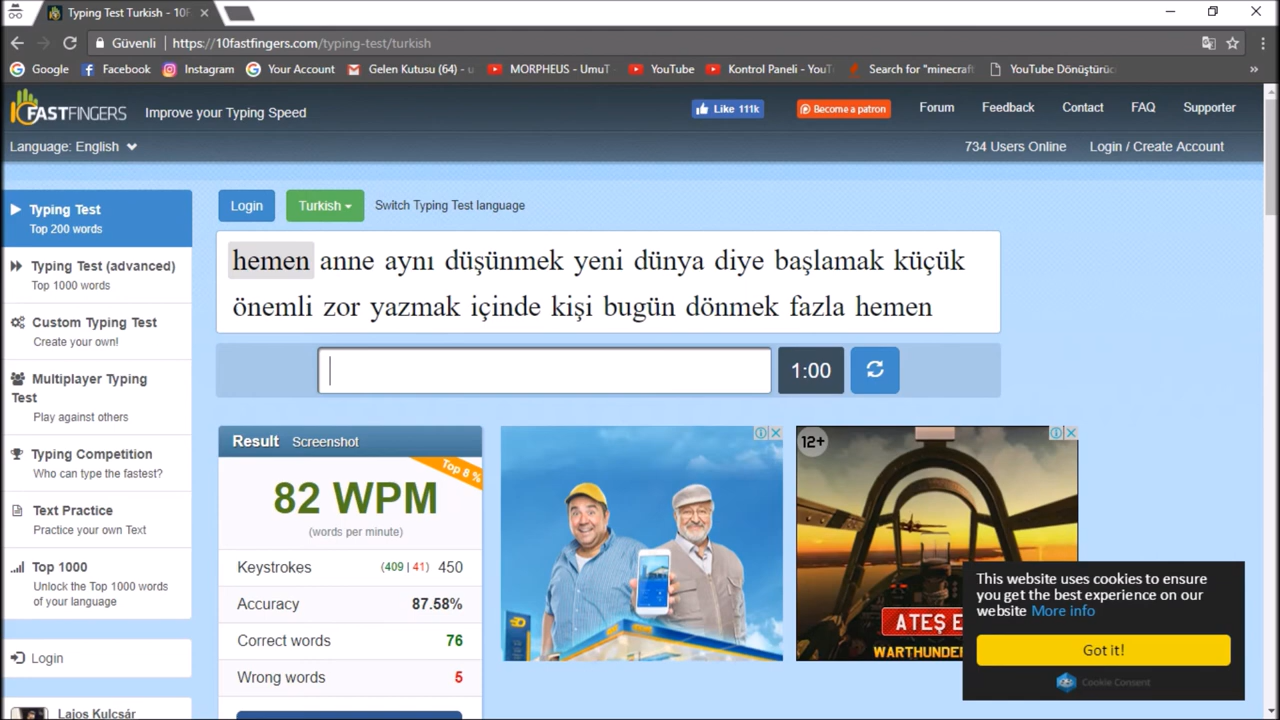 Typing Test Turkish - 10F
Güvenli
https://10fastfingers.com/typing-test/turkish
Google Facebook Instagram Your Account Gelen Kutusu (64) - u MORPHEUS - UmuT YouTube Kontrol Paneli - YouT Search for "minecraft YouTube Dönüştürüc »
10 FASTFINGERS Improve your Typing Speed
Like 111k Become a patron Forum Feedback Contact FAQ Supporter
Language: English
734 Users Online Login / Create Account
Typing Test
Top 200 words
Typing Test (advanced)
Top 1000 words
Custom Typing Test
Create your own!
Multiplayer Typing
Test
Play against others
Typing Competition
Who can type the fastest?
Text Practice
Practice your own Text
Top 1000
Unlock the Top 1000 words
of your language
Login
Lajos Kulcsár
Login Turkish Switch Typing Test language
hemen anne aynı düşünmek yeni dünya diye başlamak küçük
önemli zor yazmak içinde kişi bugün dönmek fazla hemen
1:00
Result Screenshot
Top 8 %
82 WPM
(words per minute)
Keystrokes (409 | 41) 450
Accuracy 87.58%
Correct words 76
Wrong words 5
12+
ATEŞ E
WARTHUNDE
This website uses cookies to ensure
you get the best experience on our
website More info
Got it!
Cookie Consent